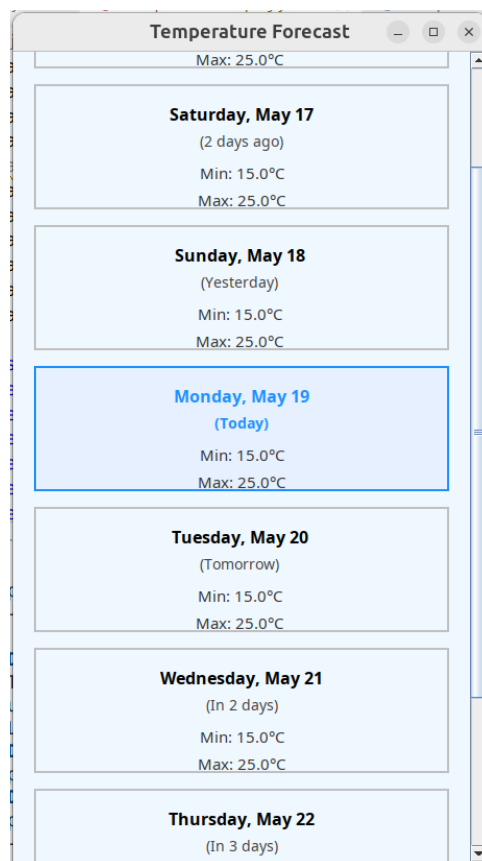 Temperature Forecast
Max: 25.0°C
Saturday, May 17
(2 days ago)
Min: 15.0°C
Max: 25.0°C
Sunday, May 18
(Yesterday)
Min: 15.0°C
Max: 25.0°C
Monday, May 19
(Today)
Min: 15.0°C
Max: 25.0°C
Tuesday, May 20
(Tomorrow)
Min: 15.0°C
Max: 25.0°C
Wednesday, May 21
(In 2 days)
Min: 15.0°C
Max: 25.0°C
Thursday, May 22
(In 3 days)